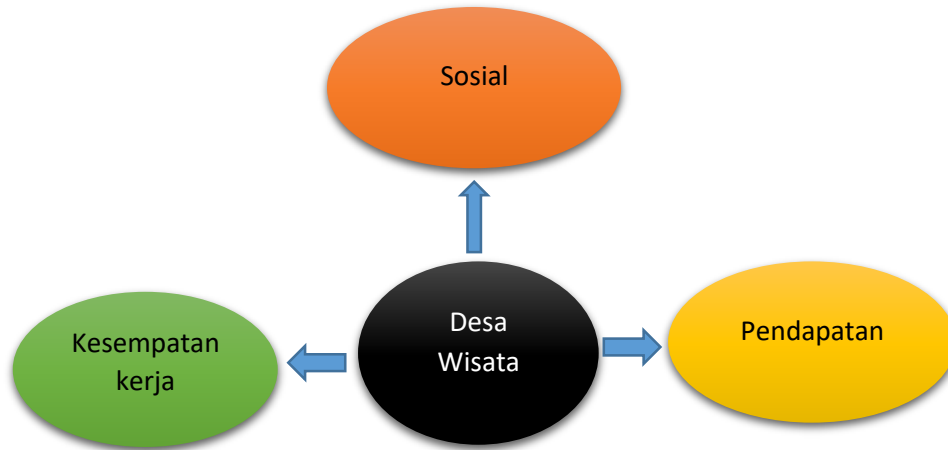 Sosial
Desa
Wisata
Pendapatan
Kesempatan
kerja